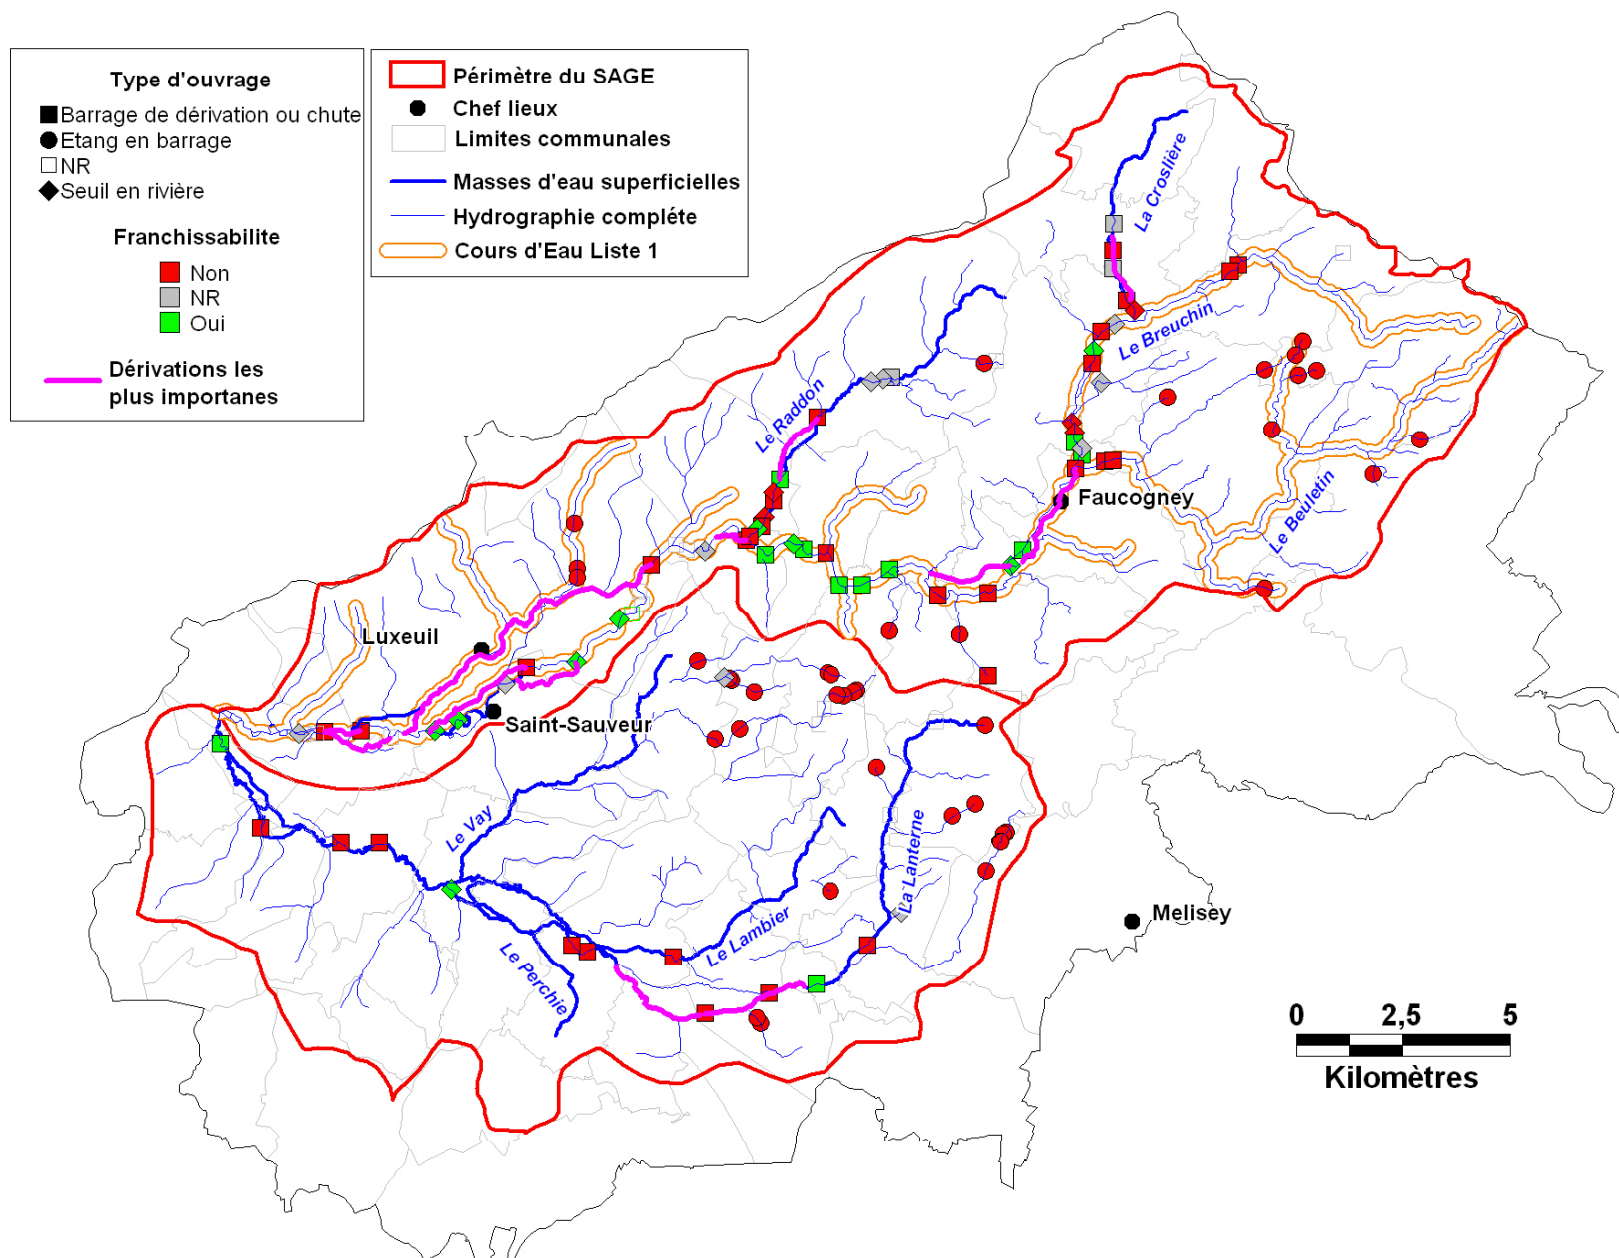 Type d'ouvrage
Barrage de dérivation ou chute
Etang en barrage
NR
Seuil en rivière
Franchissabilite
Non
NR
Oui
Dérivations les
plus importanes
Périmètre du SAGE
Chef lieux
Limites communales
Masses d'eau superficielles
Hydrographie compléte
Cours d'Eau Liste 1
La Croslière
Le Breuchin
Le Raddon
Faucogney
Le Beuletin
Luxeuil
Saint-Sauveur
Le Vay
La Lanterne
Le Lambier
Le Perchie
Melisey
0 2,5 5
Kilomètres